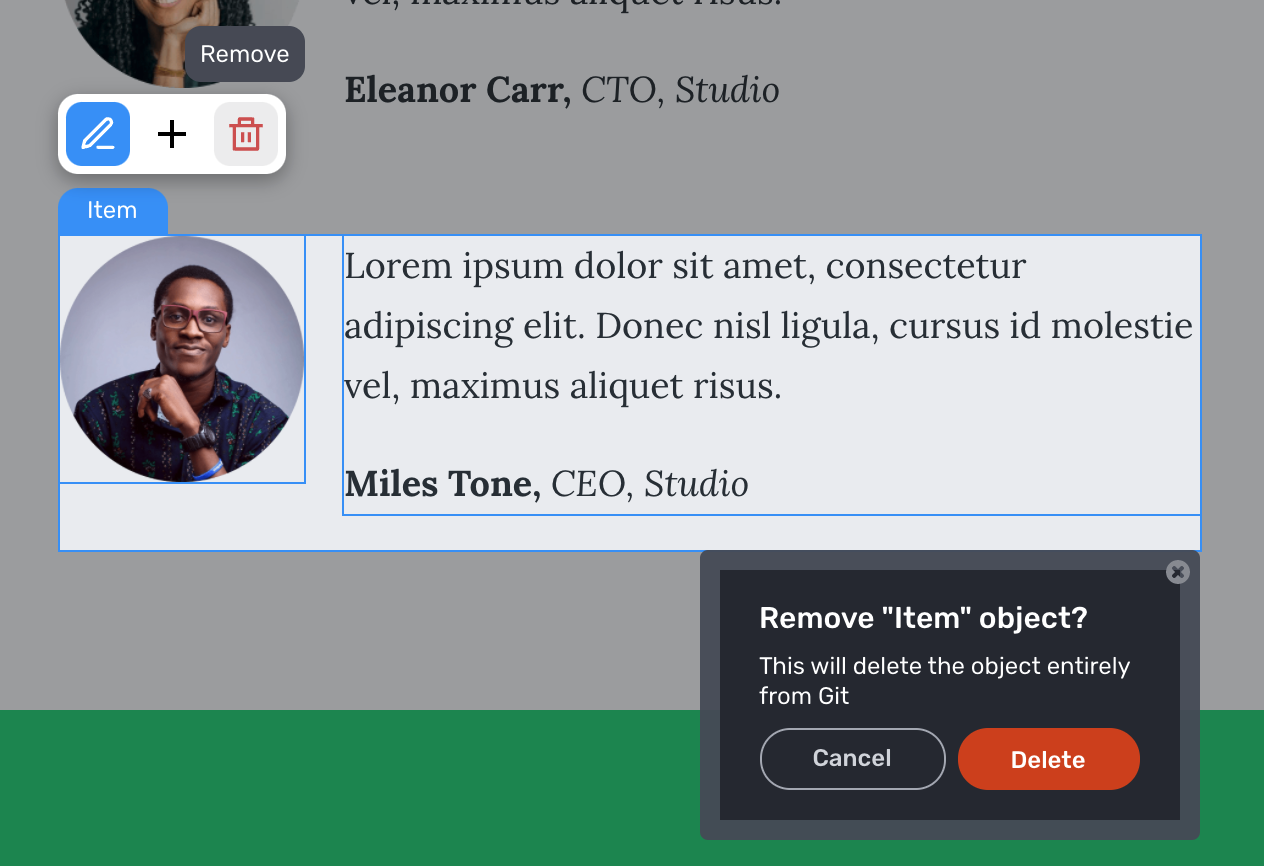 vel, maximus aliquet risus.
Remove
Eleanor Carr, CTO, Studio
Item
Lorem ipsum dolor sit amet, consectetur
adipiscing elit. Donec nisl ligula, cursus id molestie
vel, maximus aliquet risus.
Miles Tone, CEO, Studio
Remove "Item" object?
This will delete the object entirely
from Git
Cancel
Delete